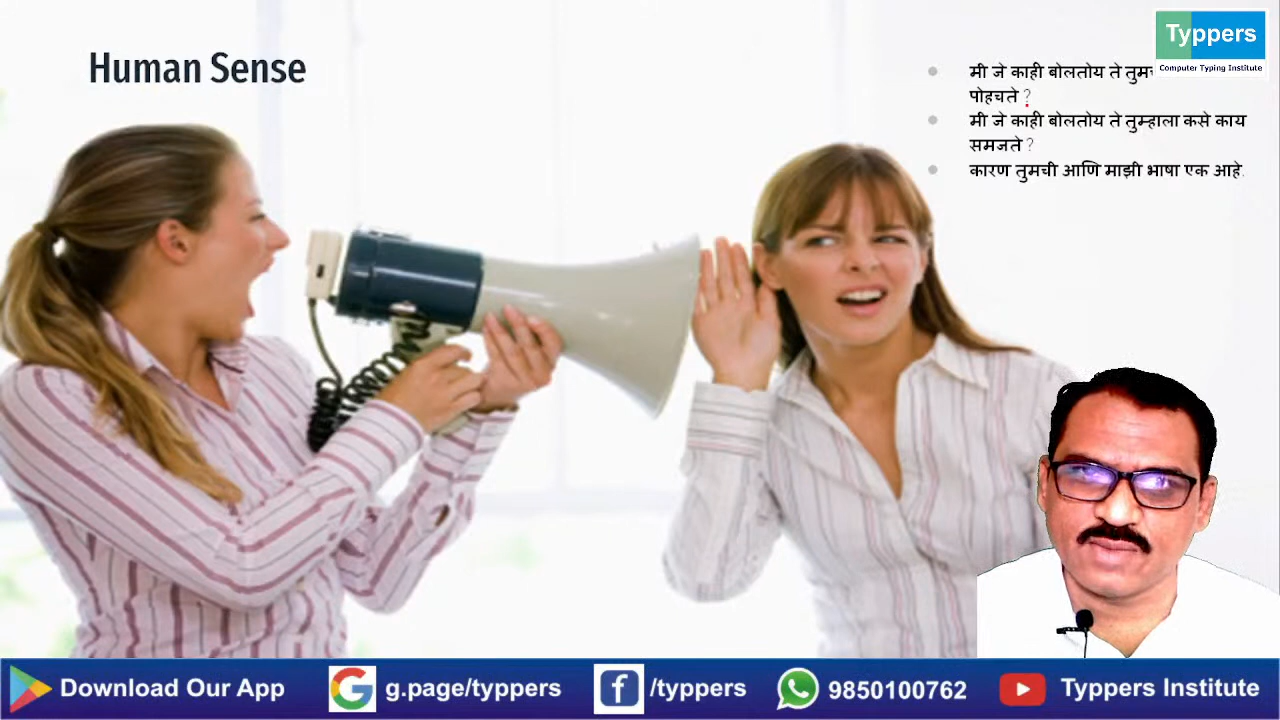 Human Sense
Typpers
Computer Typing Institute
मी जे काही बोलतोय ते
पोहचते ?
मी जे काही बोलतोय ते तुम्हाला कसे काय
समजते ?
कारण तुमची आणि माझी भाषा एक आहे.
Download Our App
g.page/typpers
/typpers
9850100762
Typpers Institute